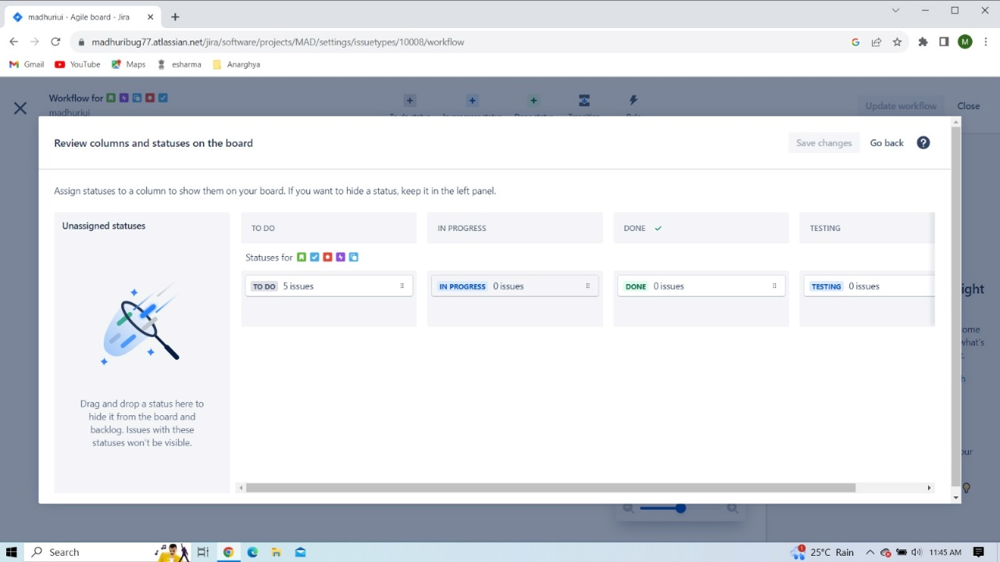 madhuriui - Agile board - Jira
madhuribug77.atlassian.net/jira/software/projects/MAD/settings/issuetypes/10008/workflow
G
M
Gmail YouTube Maps esharma Anarghya
Workflow for
madhuriui
Update workflow Close
Review columns and statuses on the board
Save changes Go back ?
Assign statuses to a column to show them on your board. If you want to hide a status, keep it in the left panel.
Unassigned statuses
TO DO IN PROGRESS DONE TESTING
Statuses for
TO DO 5 issues IN PROGRESS 0 issues DONE 0 issues TESTING 0 issues
Drag and drop a status here to
hide it from the board and
backlog. Issues with these
statuses won't be visible.
Search
1
25°C Rain 11:45 AM